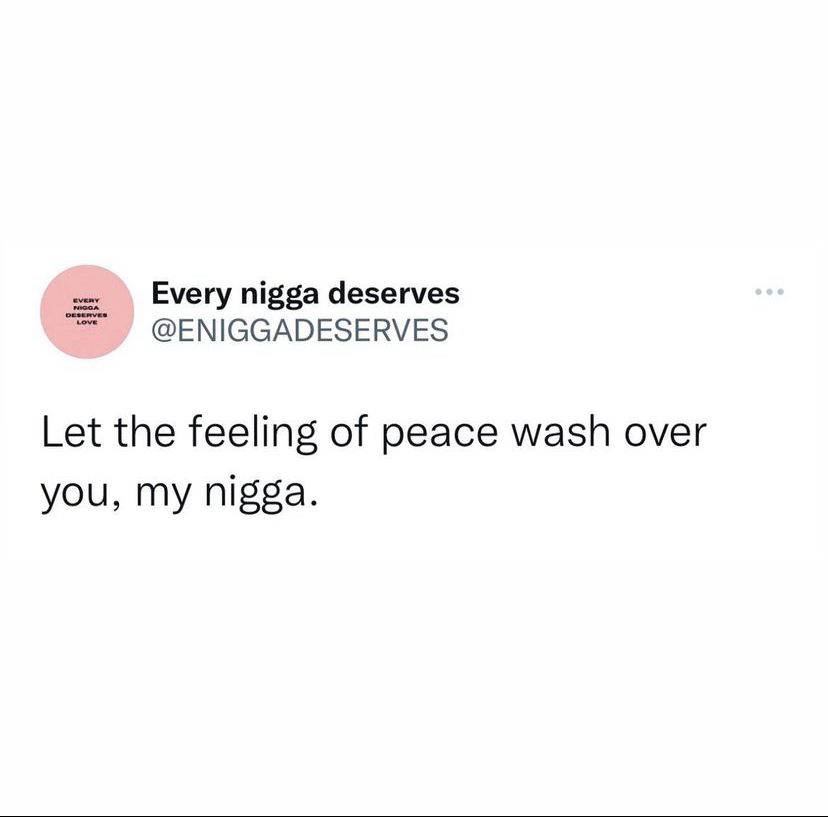 EVERY
NIGGA
DESERVES
LOVE
Every nigga deserves
@ENIGGADESERVES
Let the feeling of peace wash over
you, my nigga.